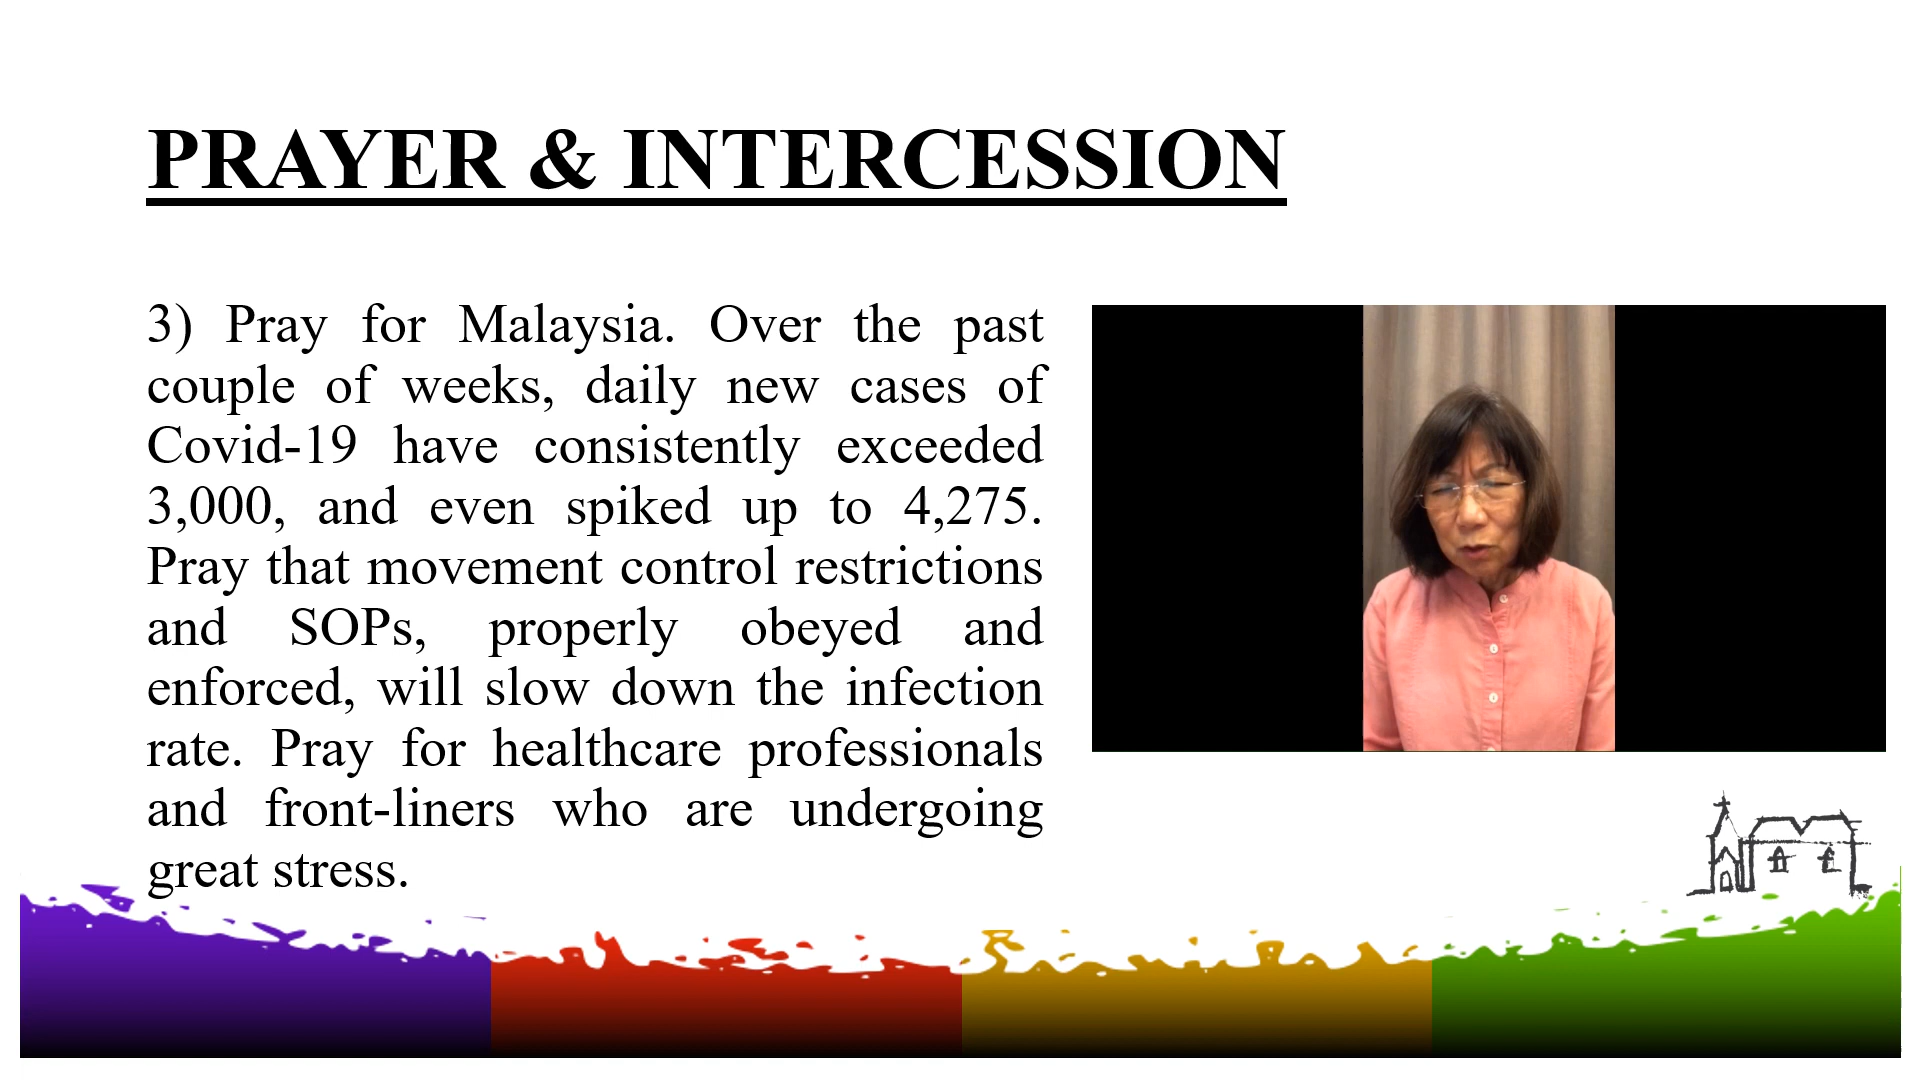 PRAYER & INTERCESSION
3) Pray for Malaysia. Over the past
couple of weeks, daily new cases of
Covid-19 have consistently exceeded
3,000, and even spiked up to 4,275.
Pray that movement control restrictions
and SOPs, properly obeyed and
enforced, will slow down the infection
rate. Pray for healthcare professionals
and front-liners who are undergoing
great stress.